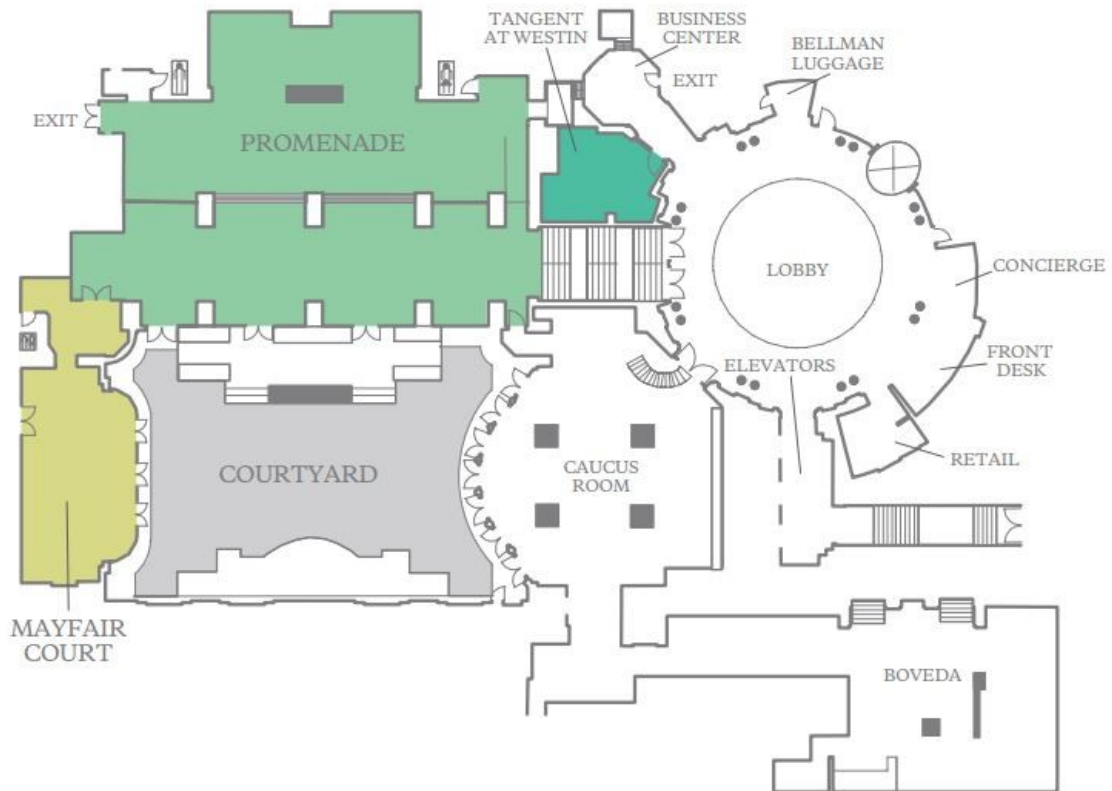 TANGENT
AT WESTIN
BUSINESS
CENTER
BELLMAN
LUGGAGE
EXIT
EXIT
PROMENADE
LOBBY
CONCIERGE
ELEVATORS
FRONT
DESK
COURTYARD
CAUCUS
ROOM
RETAIL
MAYFAIR
COURT
BOVEDA